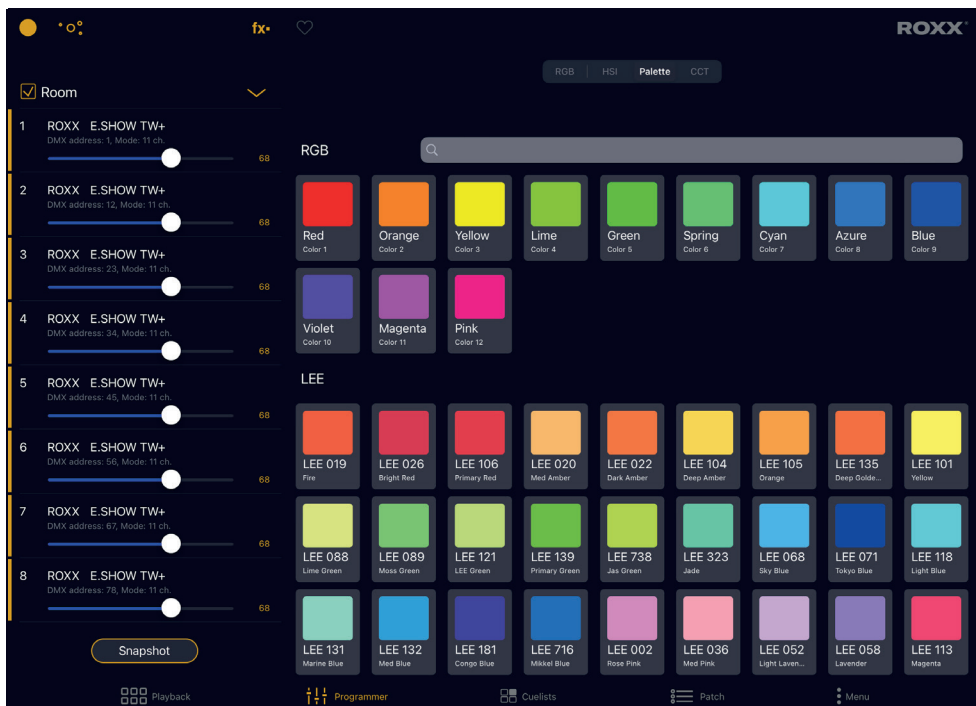 fx
ROXX
RGB HSI Palette CCT
Room
1 ROXX E.SHOW TW+
DMX address: 1, Mode: 11 ch.
68
2 ROXX E.SHOW TW+
DMX address: 12, Mode: 11 ch.
68
3 ROXX E.SHOW TW+
DMX address: 23, Mode: 11 ch.
68
4 ROXX E.SHOW TW+
DMX address: 34, Mode: 11 ch.
68
5 ROXX E.SHOW TW+
DMX address: 45, Mode: 11 ch.
68
6 ROXX E.SHOW TW+
DMX address: 56, Mode: 11 ch.
68
7 ROXX E.SHOW TW+
DMX address: 67, Mode: 11 ch.
68
8 ROXX E.SHOW TW+
DMX address: 78, Mode: 11 ch.
68
Snapshot
RGB
Red Orange Yellow Lime Green Spring Cyan Azure Blue
Color 1 Color 2 Color 3 Color 4 Color 5 Color 6 Color 7 Color 8 Color 9
Violet Magenta Pink
Color 10 Color 11 Color 12
LEE
LEE 019 LEE 026 LEE 106 LEE 020 LEE 022 LEE 104 LEE 105 LEE 135 LEE 101
Fire Bright Red Primary Red Med Amber Dark Amber Deep Amber Orange Deep Golde... Yellow
LEE 088 LEE 089 LEE 121 LEE 139 LEE 738 LEE 323 LEE 068 LEE 071 LEE 118
Lime Green Moss Green LEE Green Primary Green Jas Green Jade Sky Blue Tokyo Blue Light Blue
LEE 131 LEE 132 LEE 181 LEE 716 LEE 002 LEE 036 LEE 052 LEE 058 LEE 113
Marine Blue Med Blue Congo Blue Mikkel Blue Rose Pink Med Pink Light Laven... Lavender Magenta
Playback Programmer Cuelists Patch Menu